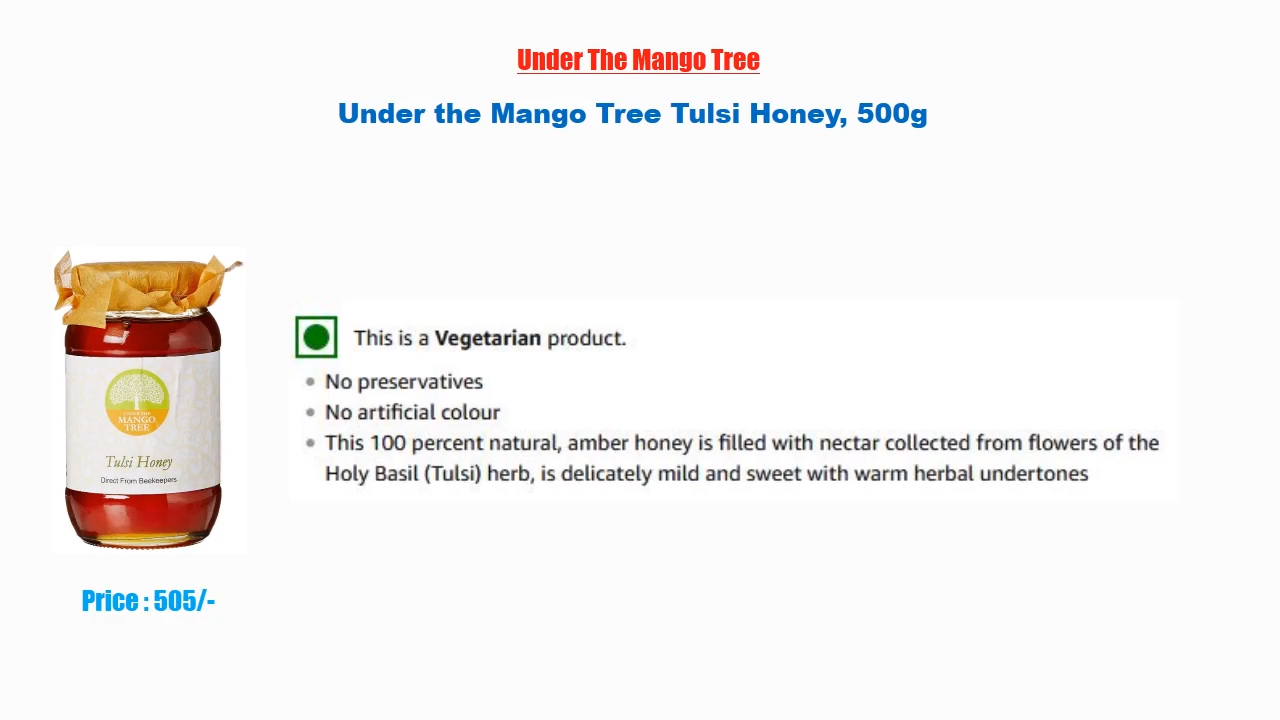 Under The Mango Tree
Under the Mango Tree Tulsi Honey, 500g
This is a Vegetarian product.
No preservatives
No artificial colour
This 100 percent natural, amber honey is filled with nectar collected from flowers of the
Holy Basil (Tulsi) herb, is delicately mild and sweet with warm herbal undertones
UNDER THE
MANGO
TREE
Tulsi Honey
Direct From Beekeepers
Price : 505/-